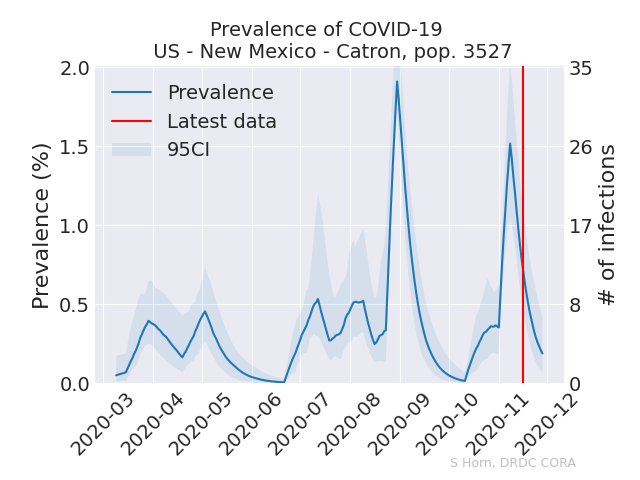 Prevalence of COVID-19
US - New Mexico - Catron, pop. 3527
Prevalence
Latest data
95CI
Prevalence (%)
2.0
1.5
1.0
0.5
0.0
35
26
17
8
0
# of infections
2020-03
2020-04
2020-05
2020-06
2020-07
2020-08
2020-09
2020-10
2020-11
2020-12
S Horn, DRDC CORA